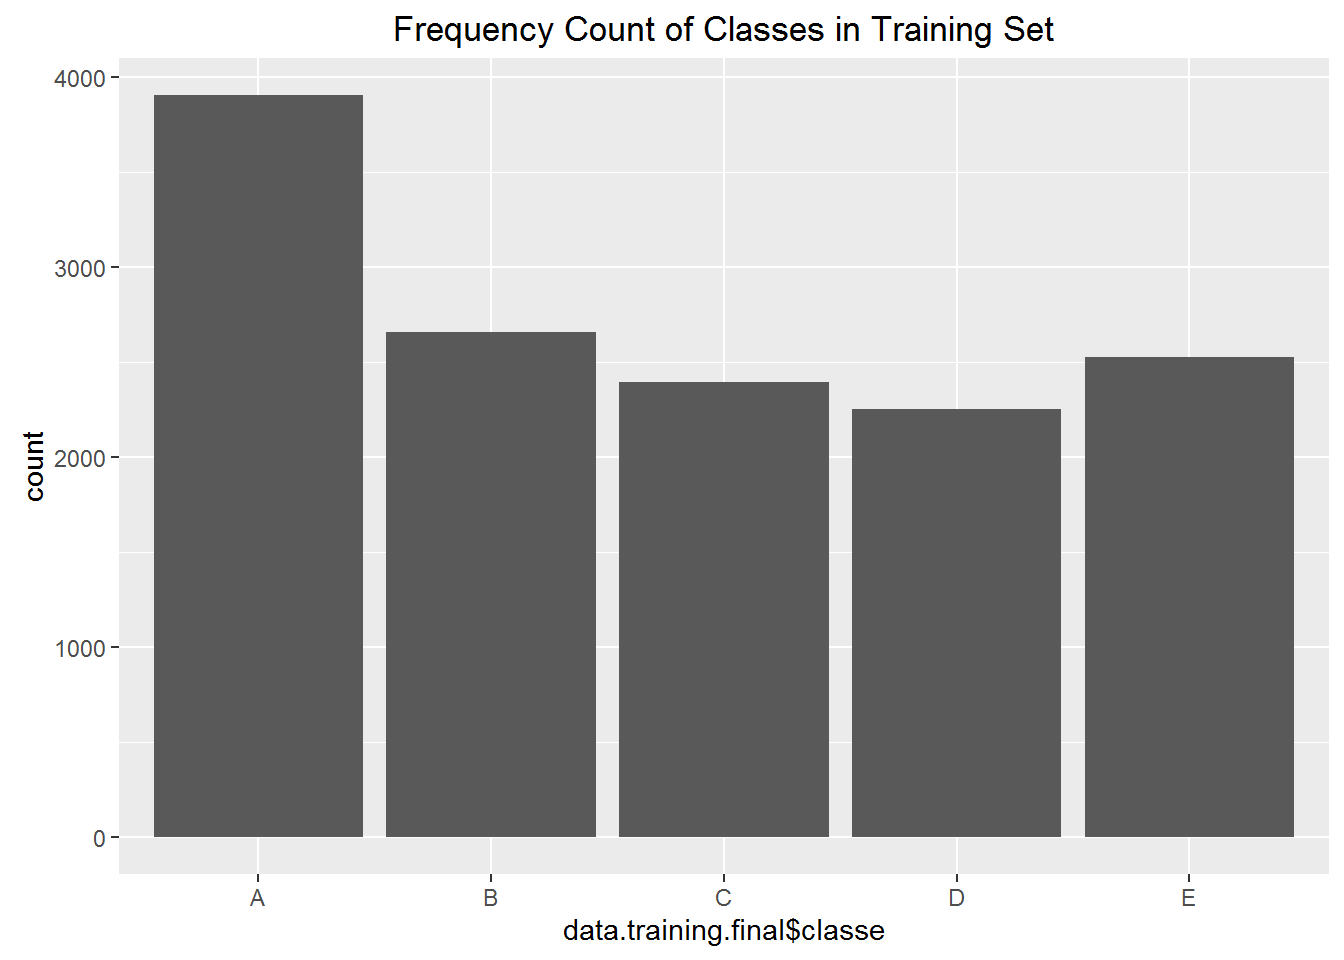 Frequency Count of Classes in Training Set
4000
3000
2000
1000
0
count
A B C D E
data.training.final$classe